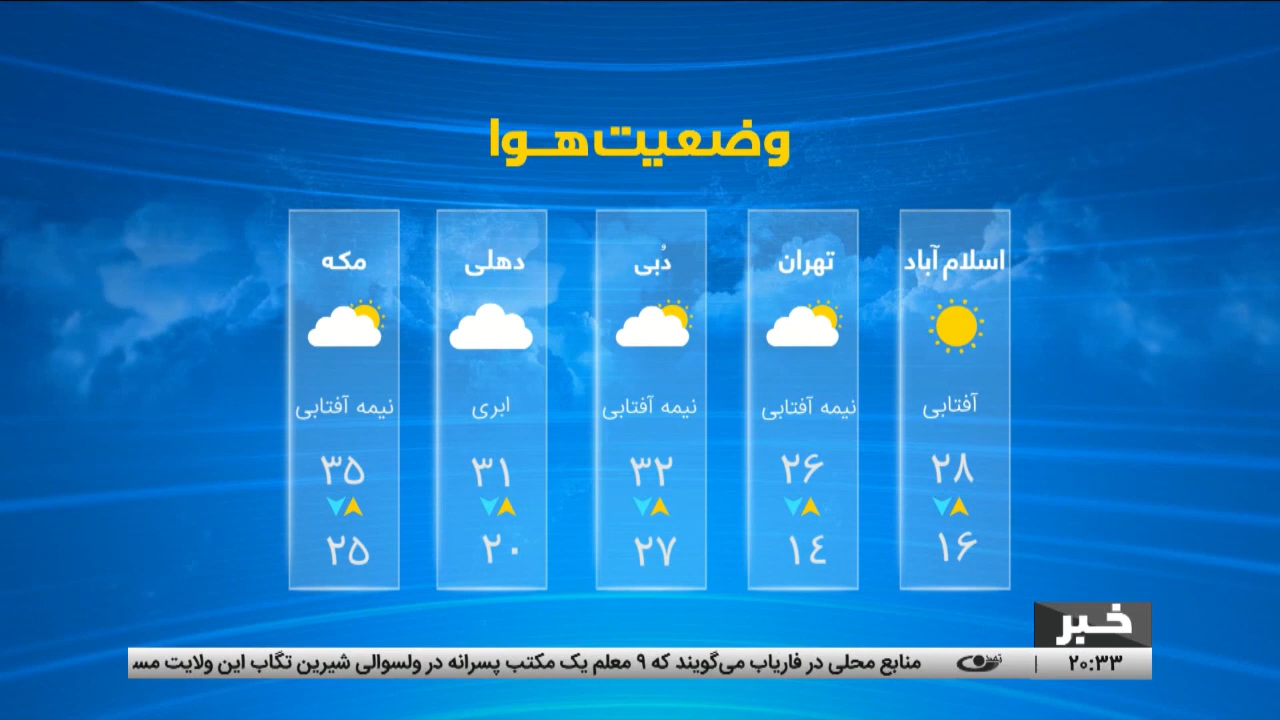 وضعیت هوا
اسلام آباد
آفتابی
۲۸
۱۶
تهران
نیمه آفتابی
۲۶
۱٤
دُبی
نیمه آفتابی
۳۲
۲۷
دهلی
ابری
۳۱
۲۰
مکه
نیمه آفتابی
۳۵
۲۵
خبر
۲۰:۳۳
منابع محلی در فاریاب می‌گویند که ۹ معلم یک مکتب پسرانه در ولسوالی شیرین تگاب این ولایت مسـ